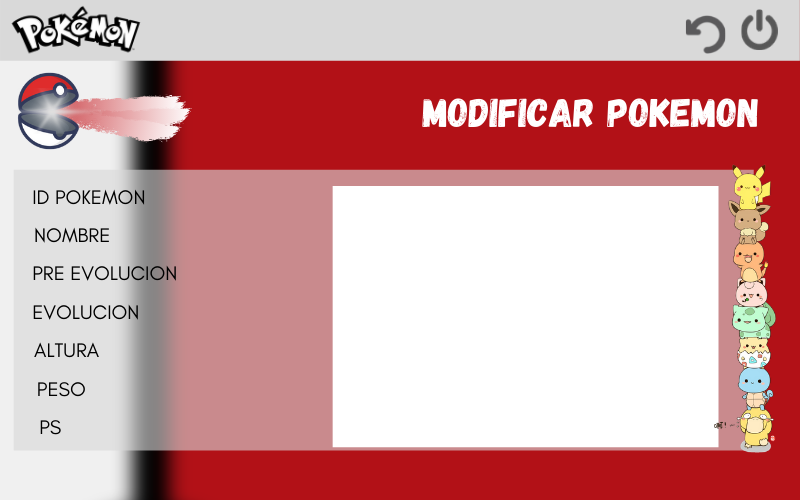 POKéMON
MODIFICAR POKEMON
ID POKEMON
NOMBRE
PRE EVOLUCION
EVOLUCION
ALTURA
PESO
PS